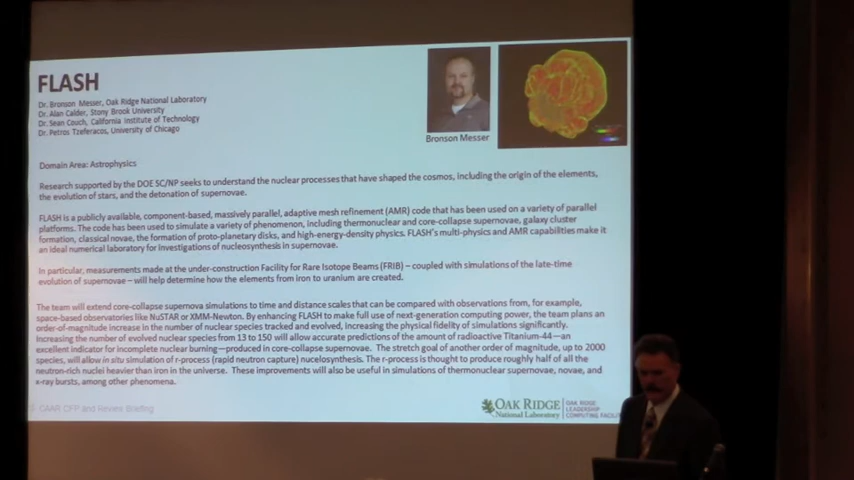 FLASH
Dr. Bronson Messer, Oak Ridge National Laboratory
Dr. Alan Calder, Stony Brook University
Dr. Sean Couch, California Institute of Technology
Dr. Petros Tzeferacos, University of Chicago
Bronson Messer
Domain Area: Astrophysics
Research supported by the DOE SC/NP seeks to understand the nuclear processes that have shaped the cosmos, including the origin of the elements,
the evolution of stars, and the detonation of supernovae.
FLASH is a publicly available, component-based, massively parallel, adaptive mesh refinement (AMR) code that has been used on a variety of parallel
platforms. The code has been used to simulate a variety of phenomenon, including thermonuclear and core-collapse supernovae, galaxy cluster
formation, classical novae, the formation of proto-planetary disks, and high-energy-density physics. FLASH's multi-physics and AMR capabilities make it
an ideal numerical laboratory for investigations of nucleosynthesis in supernovae.
In particular, measurements made at the under-construction Facility for Rare Isotope Beams (FRIB) – coupled with simulations of the late-time
evolution of supernovae – will help determine how the elements from iron to uranium are created.
The team will extend core-collapse supernova simulations to time and distance scales that can be compared with observations from, for example,
space-based observatories like NuSTAR or XMM-Newton. By enhancing FLASH to make full use of next-generation computing power, the team plans an
order-of-magnitude increase in the number of nuclear species tracked and evolved, increasing the physical fidelity of simulations significantly.
Increasing the number of evolved nuclear species from 13 to 150 will allow accurate predictions of the amount of radioactive Titanium-44—an
excellent indicator for incomplete nuclear burning—produced in core-collapse supernovae. The stretch goal of another order of magnitude, up to 2000
species, will allow in situ simulation of r-process (rapid neutron capture) nucelosynthesis. The r-process is thought to produce roughly half of all the
neutron-rich nuclei heavier than iron in the universe. These improvements will also be useful in simulations of thermonuclear supernovae, novae, and
x-ray bursts, among other phenomena.
CAAR CFP and Review Briefing
OAK RIDGE
National Laboratory
OAK RIDGE
LEADERSHIP
COMPUTING FACILITY